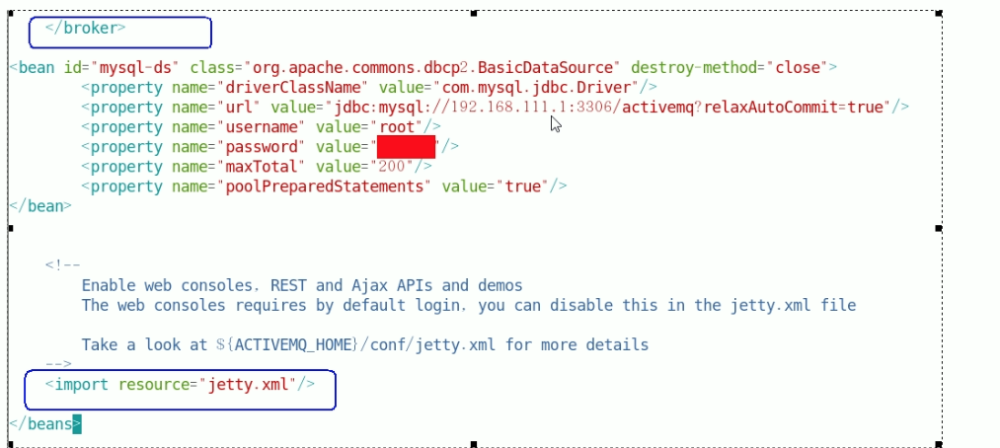 </broker>
<bean id="mysql-ds" class="org.apache.commons.dbcp2.BasicDataSource" destroy-method="close">
<property name="driverClassName" value="com.mysql.jdbc.Driver"/>
<property name="url" value="jdbc:mysql://192.168.111.1:3306/activemq?relaxAutoCommit=true"/>
<property name="username" value="root"/>
<property name="password" value=" "/>
<property name="maxTotal" value="200"/>
<property name="poolPreparedStatements" value="true"/>
</bean>
<!--
Enable web consoles, REST and Ajax APIs and demos
The web consoles requires by default login, you can disable this in the jetty.xml file
Take a look at ${ACTIVEMQ_HOME}/conf/jetty.xml for more details
-->
<import resource="jetty.xml"/>
</beans>